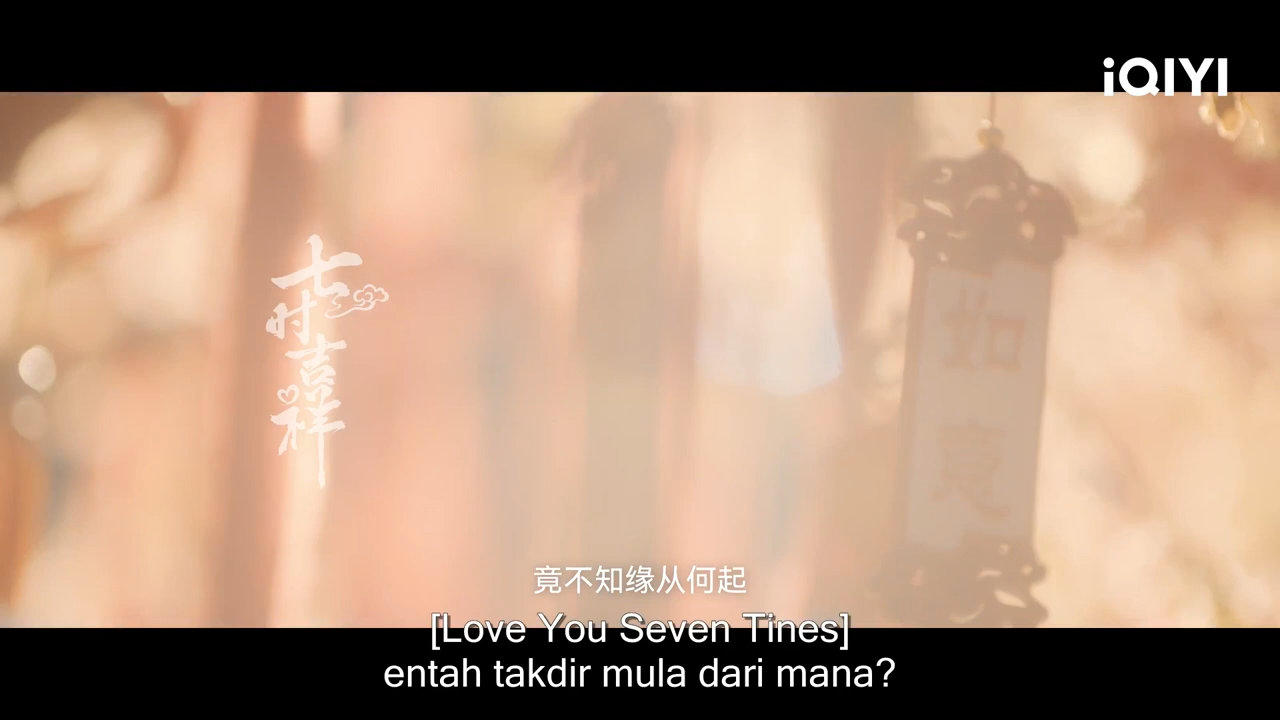 iQIYI
七时吉祥
如意
竟不知缘从何起
[Love You Seven Tines]
entah takdir mula dari mana?